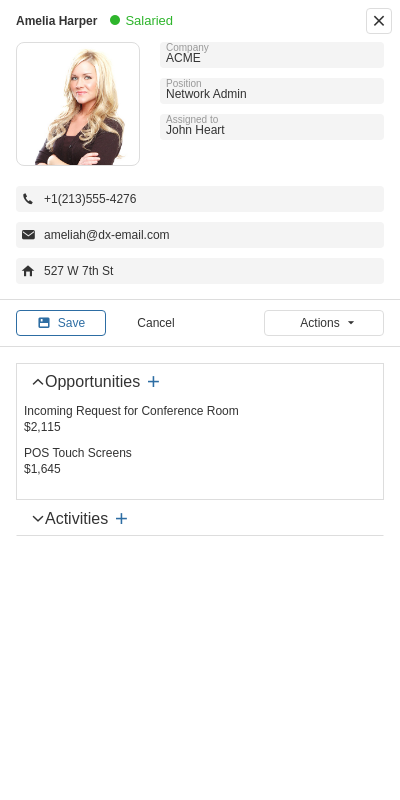 Amelia Harper
Salaried
Company
ACME
Position
Network Admin
Assigned to
John Heart
+1(213)555-4276
ameliah@dx-email.com
527 W 7th St
Save
Cancel
Actions
Opportunities
Incoming Request for Conference Room
$2,115
POS Touch Screens
$1,645
Activities